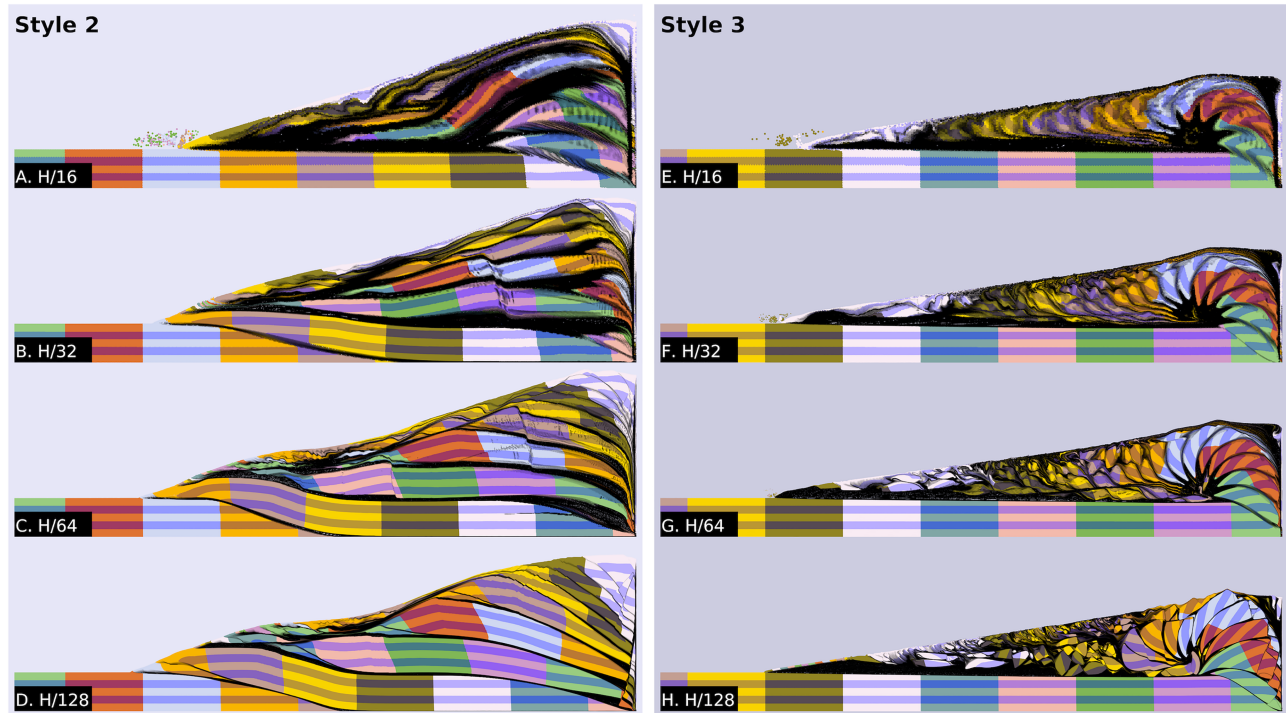 Style 2
A. H/16
B. H/32
C. H/64
D. H/128
Style 3
E. H/16
F. H/32
G. H/64
H. H/128